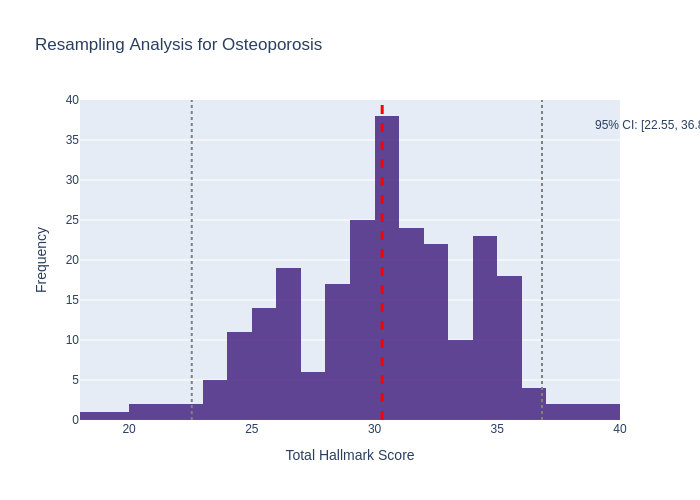 Resampling Analysis for Osteoporosis
95% CI: [22.55, 36.8
Frequency
40
35
30
25
20
15
10
5
0
20 25 30 35 40
Total Hallmark Score